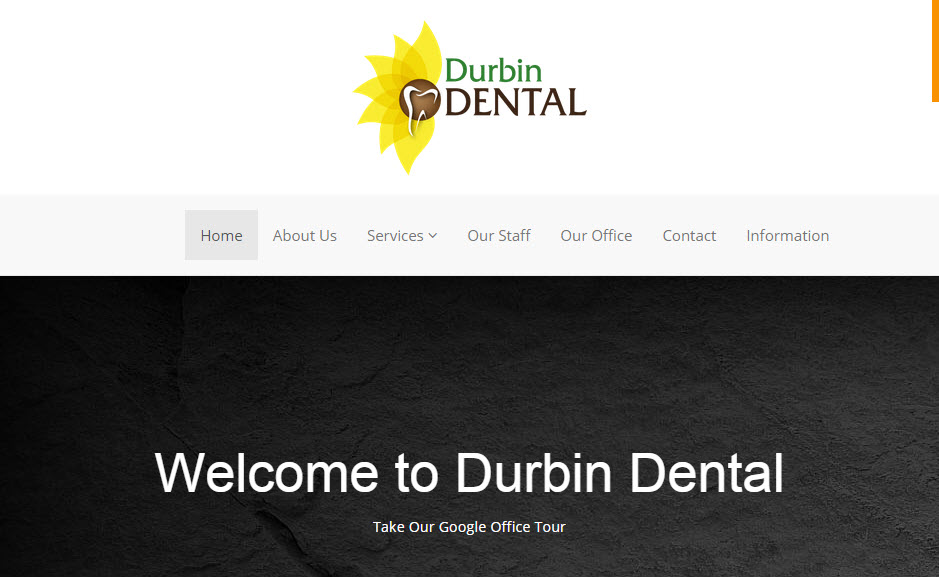 Durbin
DENTAL
Home About Us Services Our Staff Our Office Contact Information
Welcome to Durbin Dental
Take Our Google Office Tour